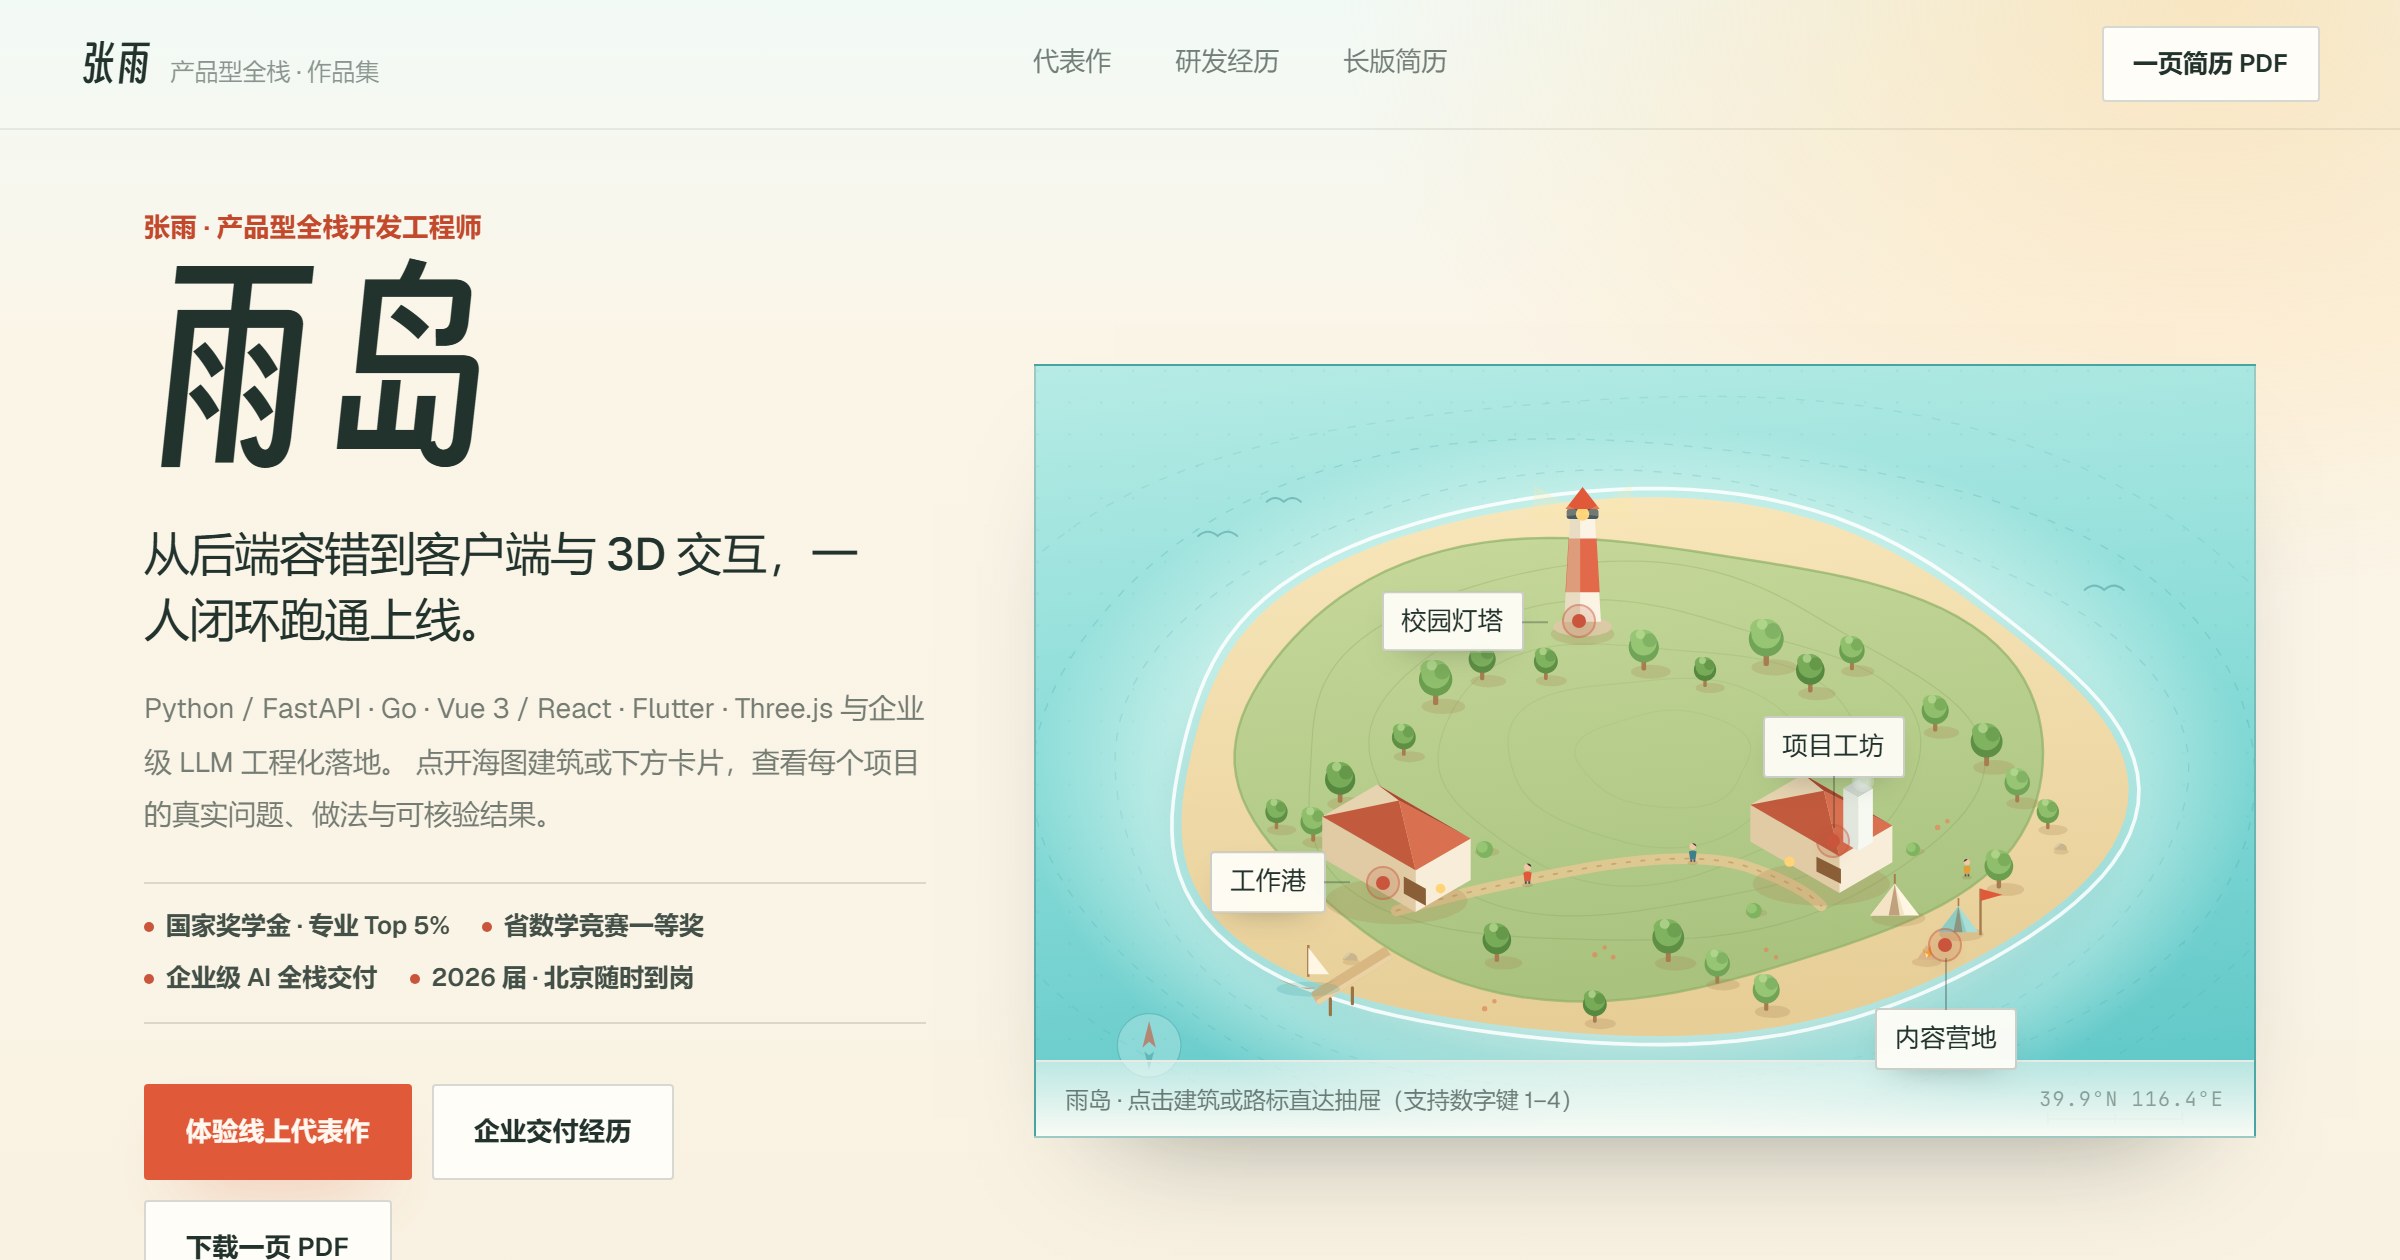 张雨 产品型全栈 · 作品集
代表作 研发经历 长版简历
一页简历 PDF
张雨 · 产品型全栈开发工程师
雨岛
从后端容错到客户端与 3D 交互，一
人闭环跑通上线。
Python / FastAPI · Go · Vue 3 / React · Flutter · Three.js 与企业
级 LLM 工程化落地。 点开海图建筑或下方卡片，查看每个项目
的真实问题、做法与可核验结果。
国家奖学金 · 专业 Top 5% 省数学竞赛一等奖
企业级 AI 全栈交付 2026 届 · 北京随时到岗
体验线上代表作 企业交付经历
下载一页 PDF
校园灯塔
项目工坊
工作港
内容营地
雨岛 · 点击建筑或路标直达抽屉（支持数字键 1–4）
39.9°N 116.4°E